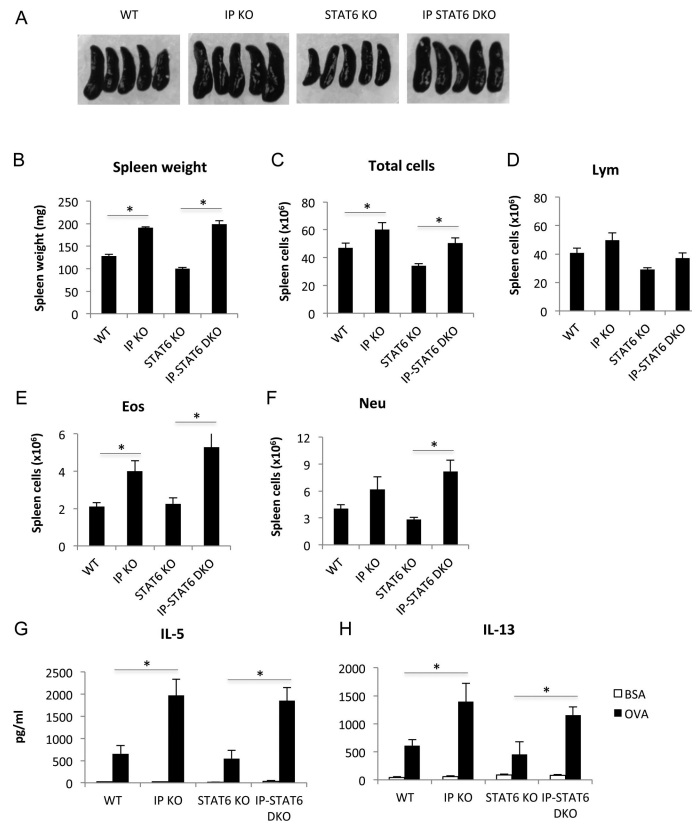 A
WT IP KO STAT6 KO IP STAT6 DKO
B
Spleen weight
Spleen weight (mg)
250
200
150
100
50
0
* *
WT IP KO STAT6 KO IP.STAT6 DKO
C
Total cells
Spleen cells (x10⁶)
80
60
40
20
0
* *
WT IP KO STAT6 KO IP-STAT6 DKO
D
Lym
Spleen cells (x10⁶)
80
60
40
20
0
WT IP KO STAT6 KO IP-STAT6 DKO
E
Eos
Spleen cells (x10⁶)
6
4
2
0
* *
WT IP KO STAT6 KO IP-STAT6 DKO
F
Neu
Spleen cells (x10⁶)
12
9
6
3
0
*
WT IP KO STAT6 KO IP-STAT6 DKO
G
IL-5
pg/ml
2500
2000
1500
1000
500
0
* *
WT IP KO STAT6 KO IP-STAT6
DKO
H
IL-13
2000
1500
1000
500
0
* *
WT IP KO STAT6 KO IP-STAT6
DKO
BSA
OVA